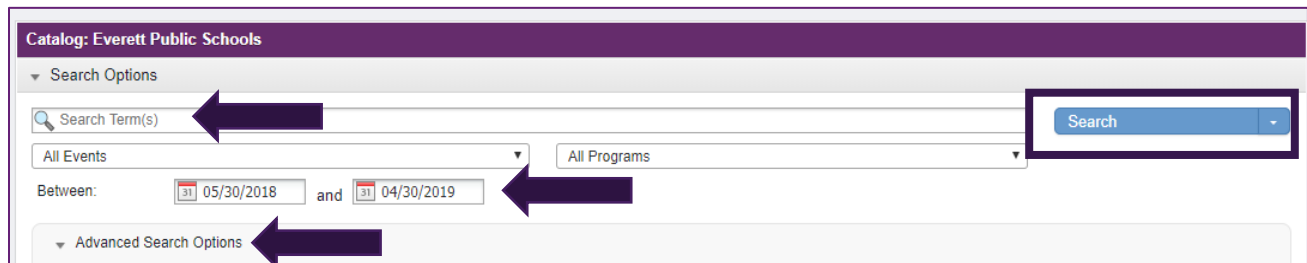 Catalog: Everett Public Schools
Search Options
Search Term(s) Search
All Events All Programs
Between: 31 05/30/2018 and 31 04/30/2019
Advanced Search Options